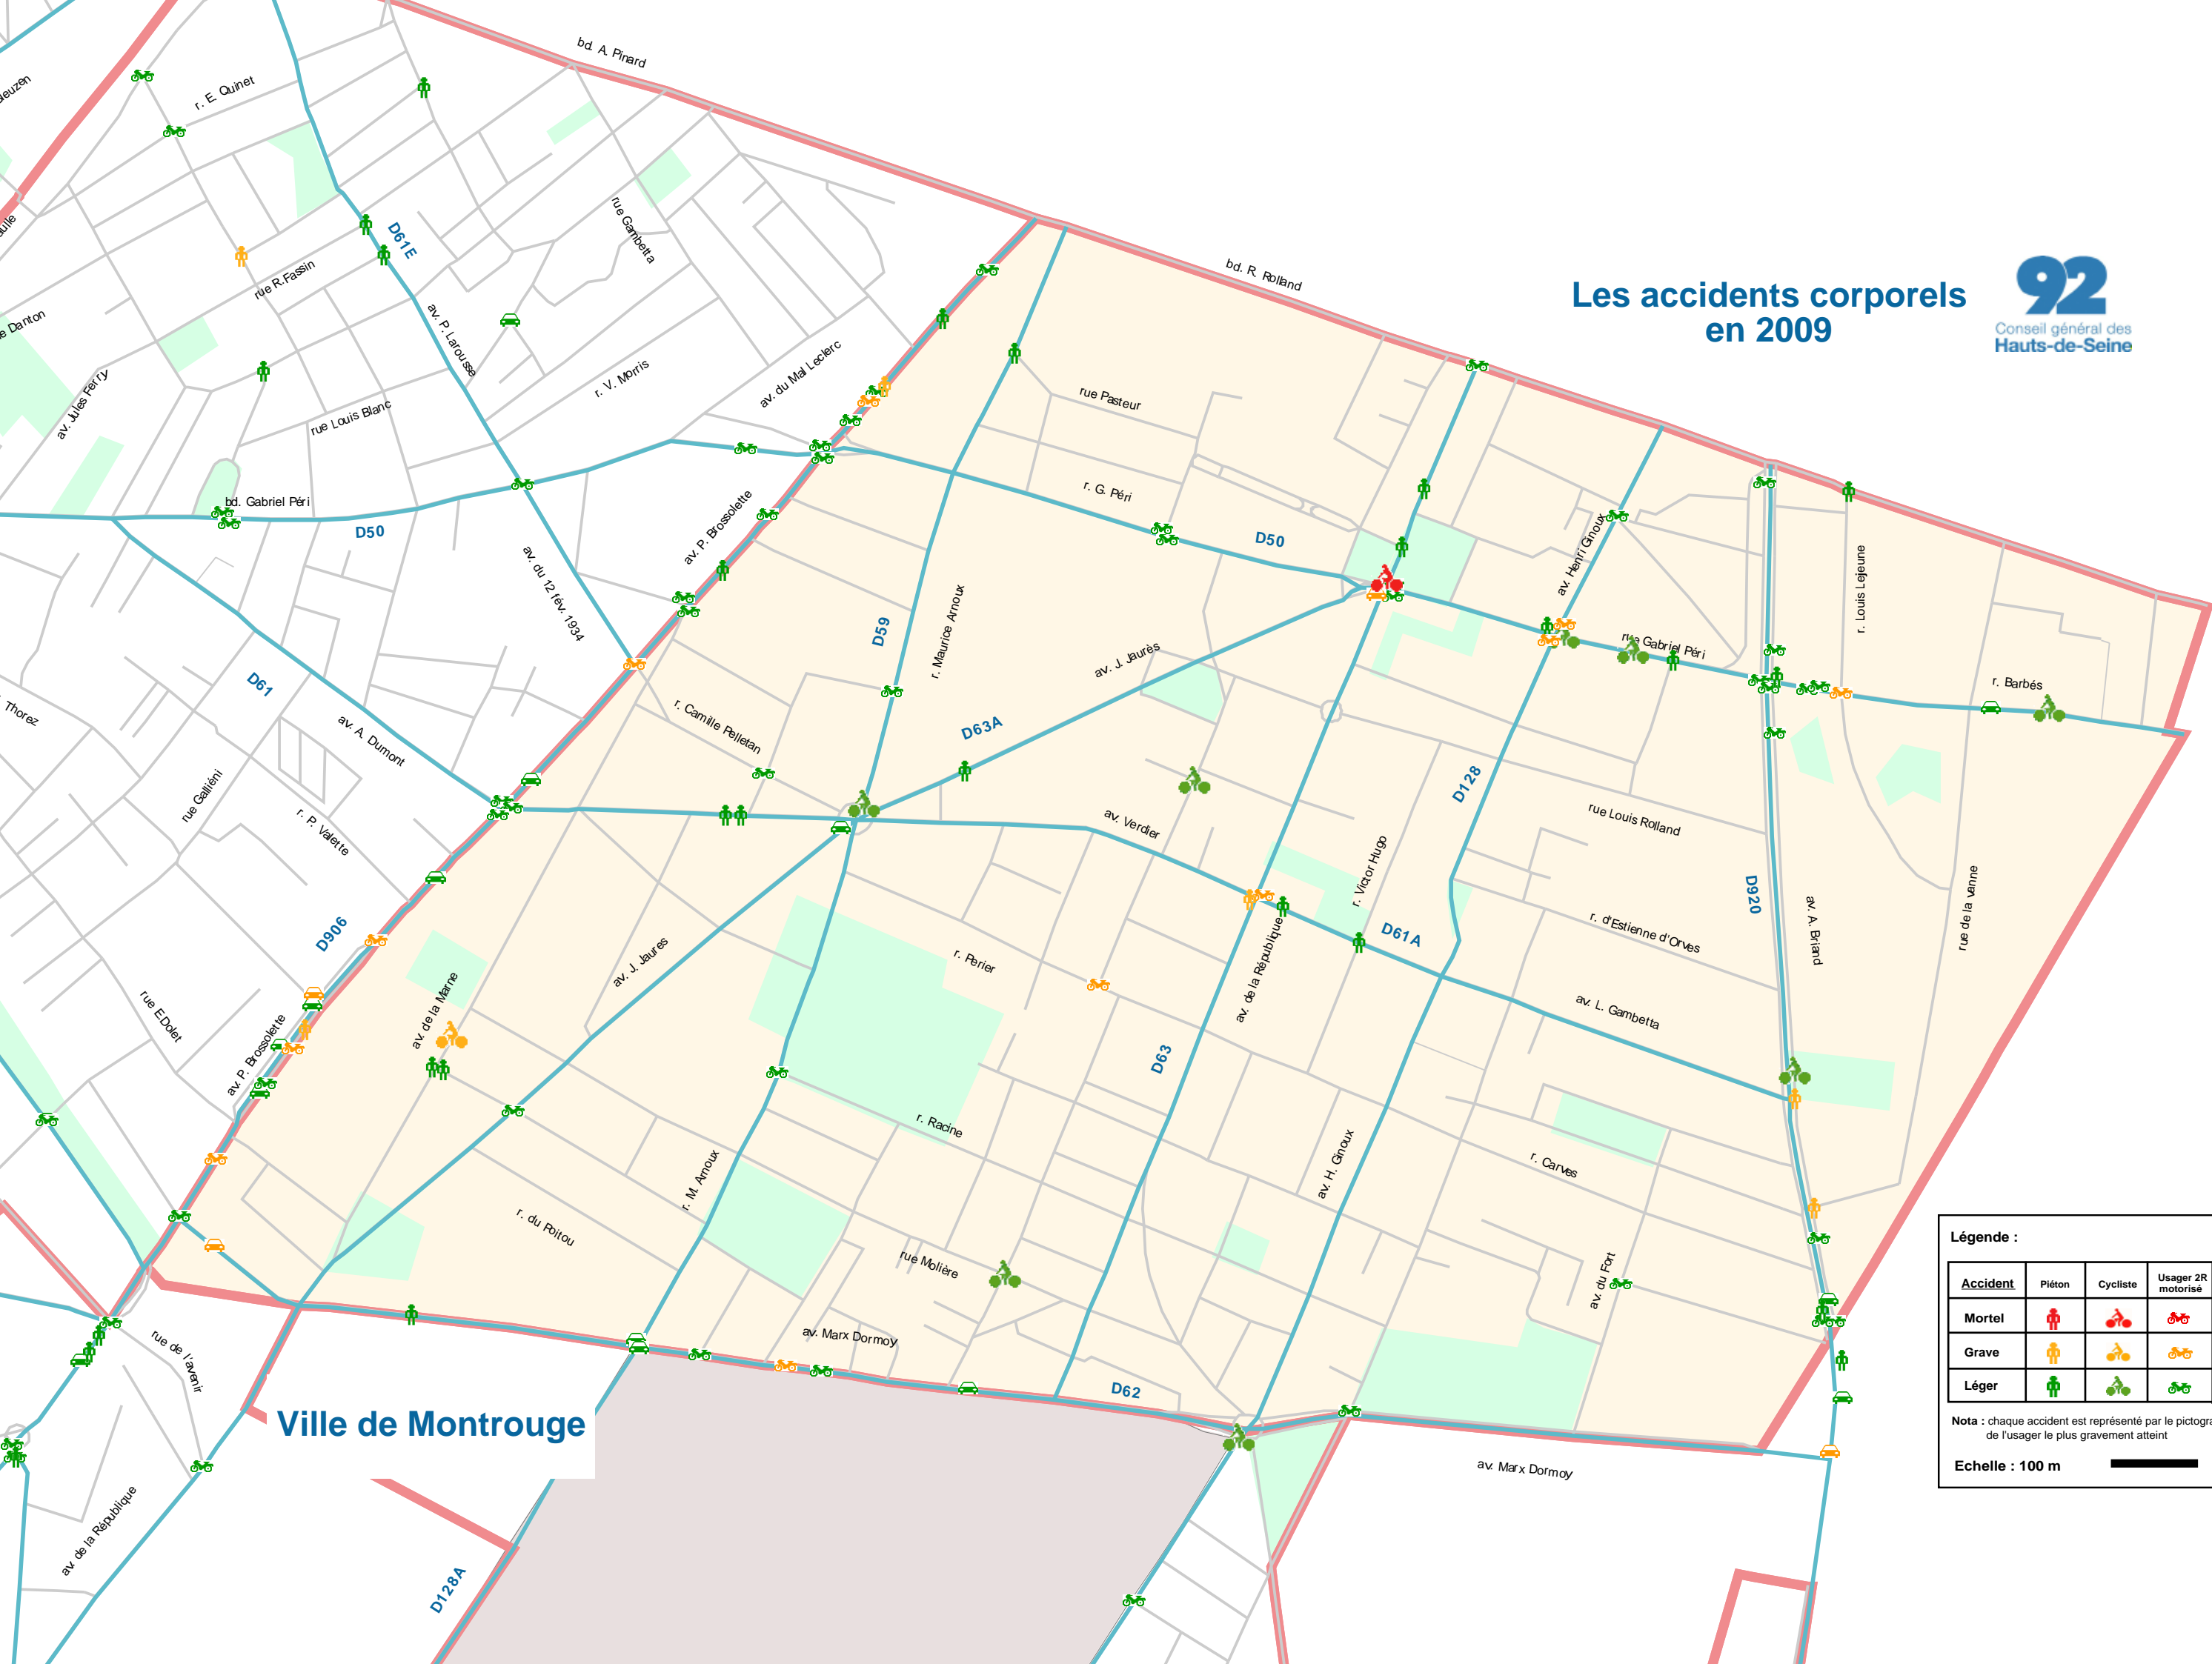 bd. A. Pinard
r. E. Quinet
rue Gambetta
D61E
rue R.Fassin
bd. R. Rolland
Les accidents corporels
en 2009
92
Conseil général des
Hauts-de-Seine
av. P. Larousse
av. Jules Ferry
rue Louis Blanc
r. V. Morris
av. du Mal Leclerc
rue Pasteur
bd. Gabriel Péri
D50
av. P. Brossolette
r. G. Péri
D50
av. Henri Ginoux
r. Louis Lejeune
av. du 12 fév. 1934
D59
r. Maurice Arnoux
av. J. Jaurès
rue Gabriel Péri
r. Barbés
D61
Thorez
av. A. Dumont
r. Camille Pelletan
D63A
D128
rue Galliéni
r. P. Valette
av. Verdier
rue Louis Rolland
r. Victor Hugo
D920
D906
av. J. Jaures
r. Perier
D61A
r. d'Estienne d'Orves
av. A. Briand
rue de la vanne
av. de la Marne
av. de la République
rue E.Dolet
av. P. Brossolette
D63
av. L. Gambetta
r. Racine
r. M. Arnoux
av. H. Ginoux
r. Carves
r. du Poitou
rue Molière
av. du Fort
rue de l'avenir
av. Marx Dormoy
D62
Ville de Montrouge
av. Marx Dormoy
av. de la République
D128A
Légende :
Accident Piéton Cycliste Usager 2R
motorisé
Mortel
Grave
Léger
Nota : chaque accident est représenté par le pictogra
de l'usager le plus gravement atteint
Echelle : 100 m